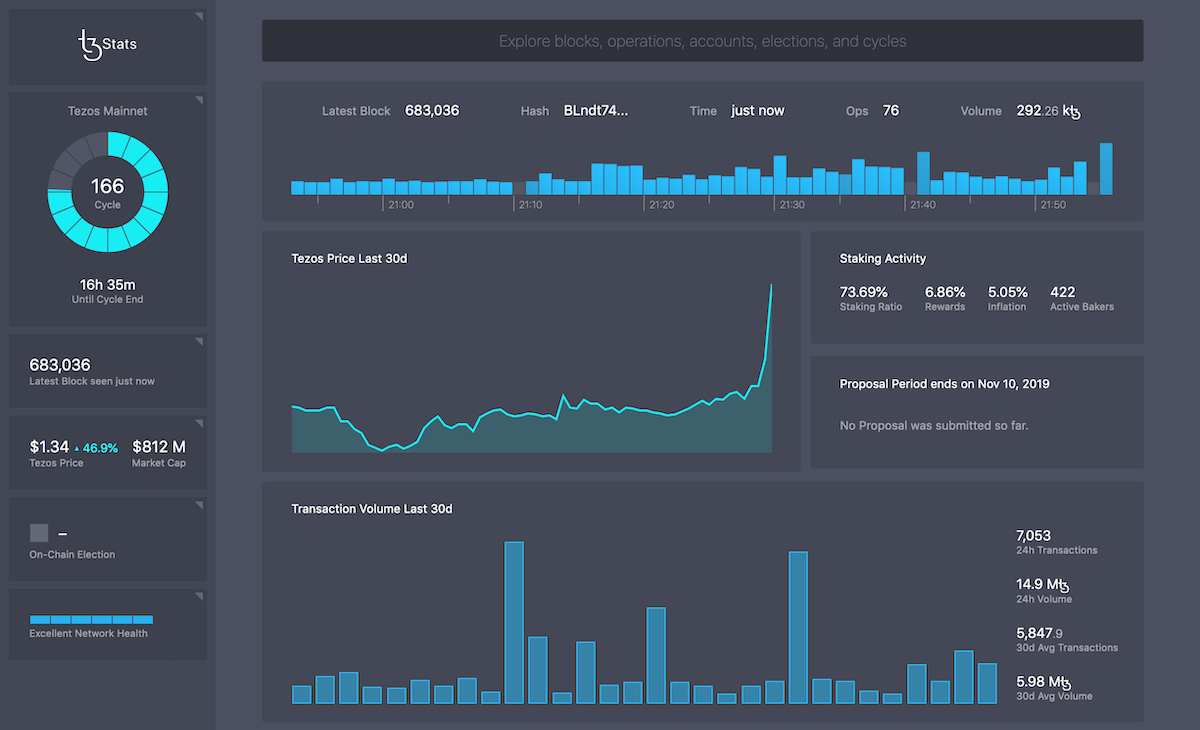 tz Stats
Tezos Mainnet
166
Cycle
16h 35m
Until Cycle End
683,036
Latest Block seen just now
$1.34 ▲ 46.9% $812 M
Tezos Price Market Cap
–
On-Chain Election
Excellent Network Health
Explore blocks, operations, accounts, elections, and cycles
Latest Block 683,036 Hash BLndt74... Time just now Ops 76 Volume 292.26 kꜩ
21:00 21:10 21:20 21:30 21:40 21:50
Tezos Price Last 30d
Staking Activity
73.69% 6.86% 5.05% 422
Staking Ratio Rewards Inflation Active Bakers
Proposal Period ends on Nov 10, 2019
No Proposal was submitted so far.
Transaction Volume Last 30d
7,053
24h Transactions
14.9 Mꜩ
24h Volume
5,847.9
30d Avg Transactions
5.98 Mꜩ
30d Avg Volume